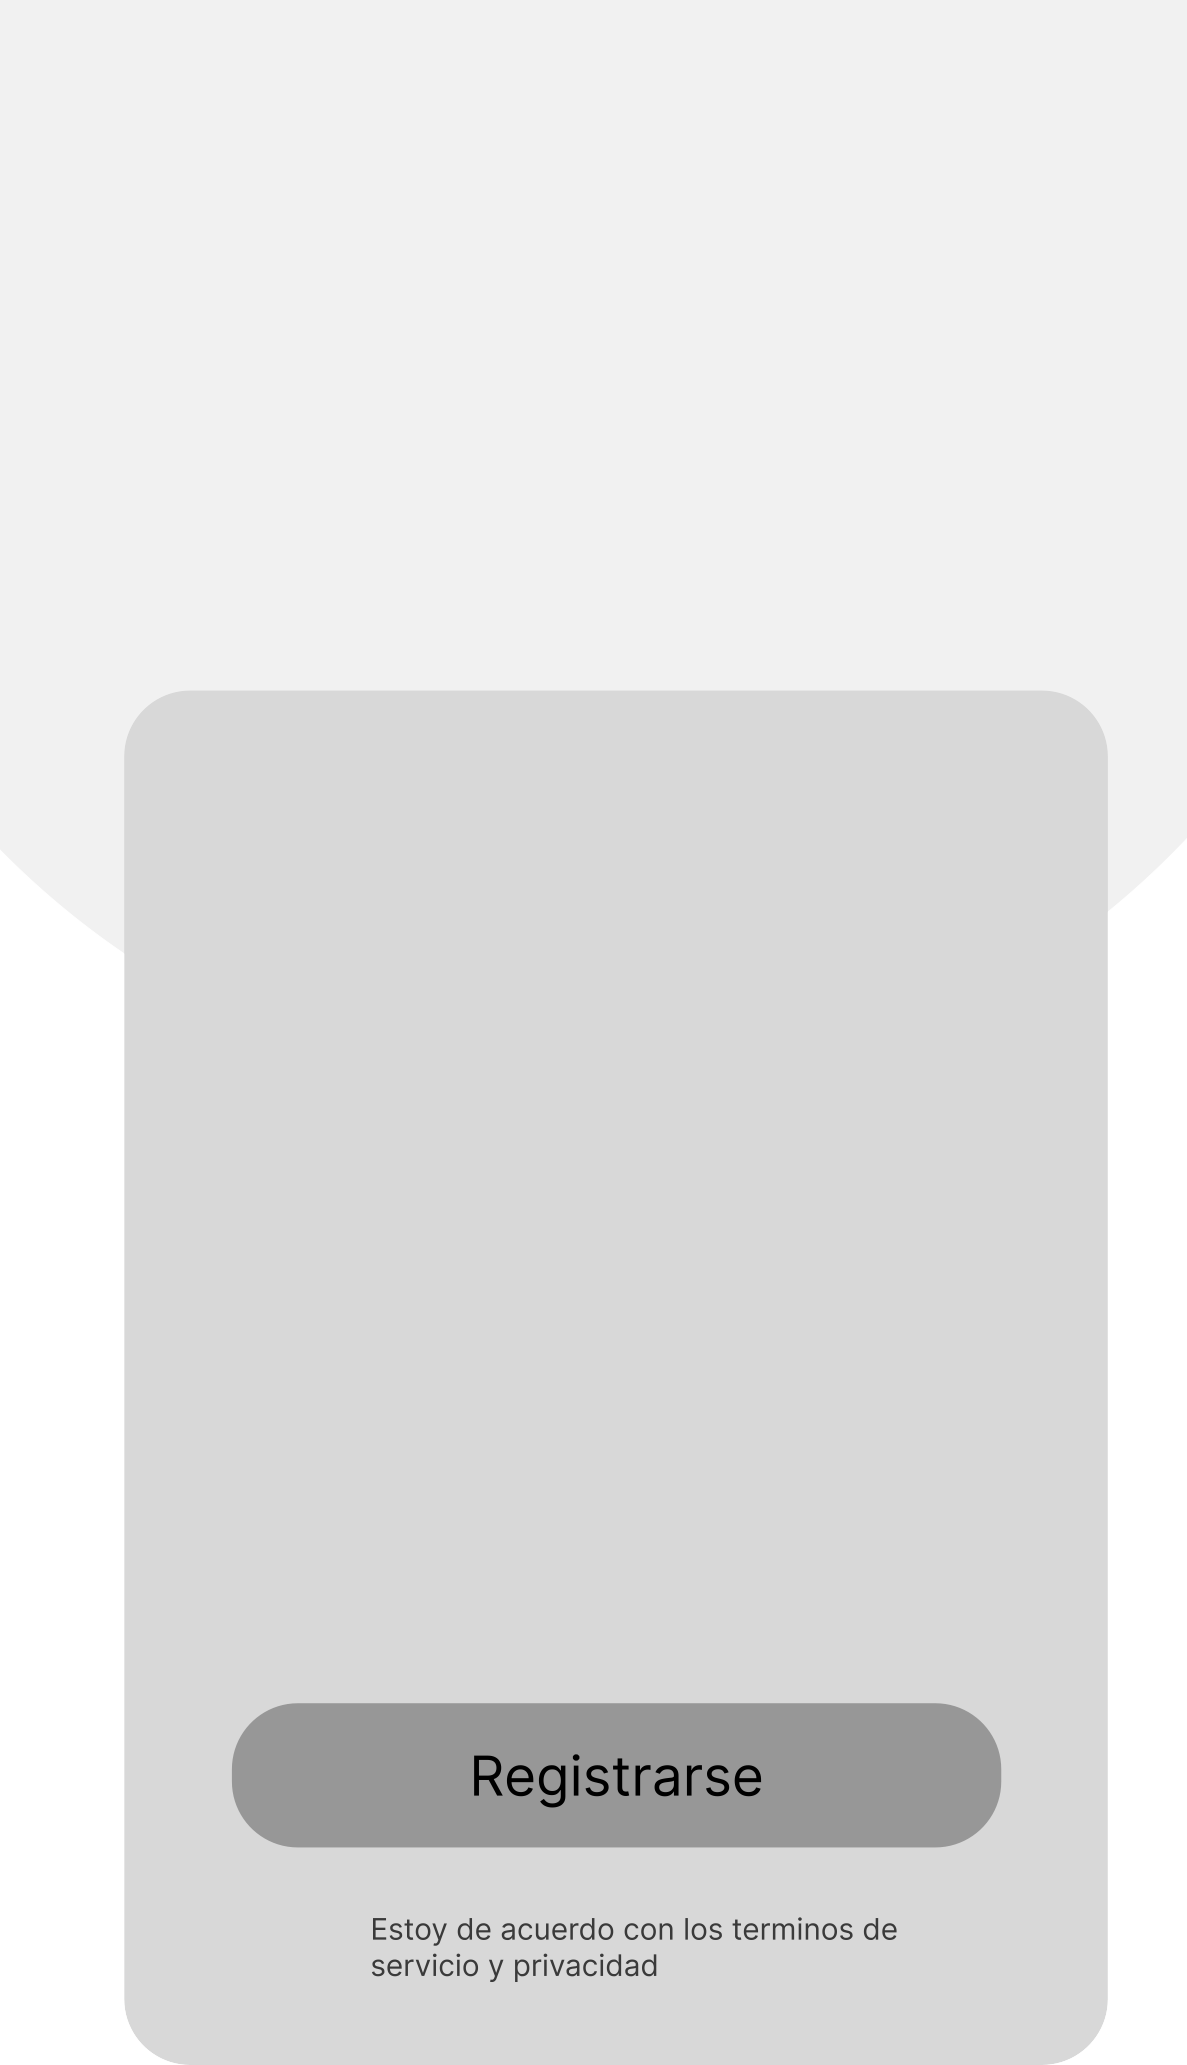 Registrarse
Estoy de acuerdo con los terminos de
servicio y privacidad